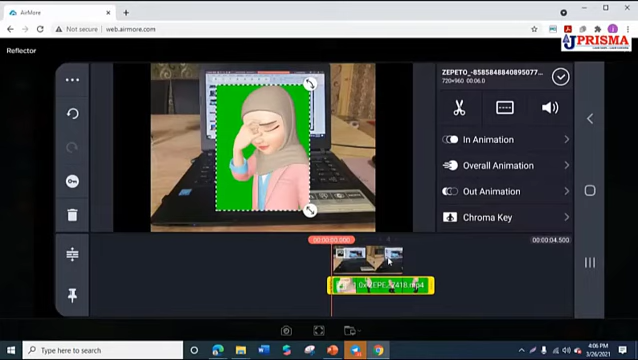 AirMore
Not secure
web.airmore.com
PRISMA
Reflector
ZEPETO_-8585848840895077...
720×960 00:06.0
In Animation
Overall Animation
Out Animation
Chroma Key
00:00:00.000
00:00:04.500
Type here to search
4:06 PM
3/26/2021